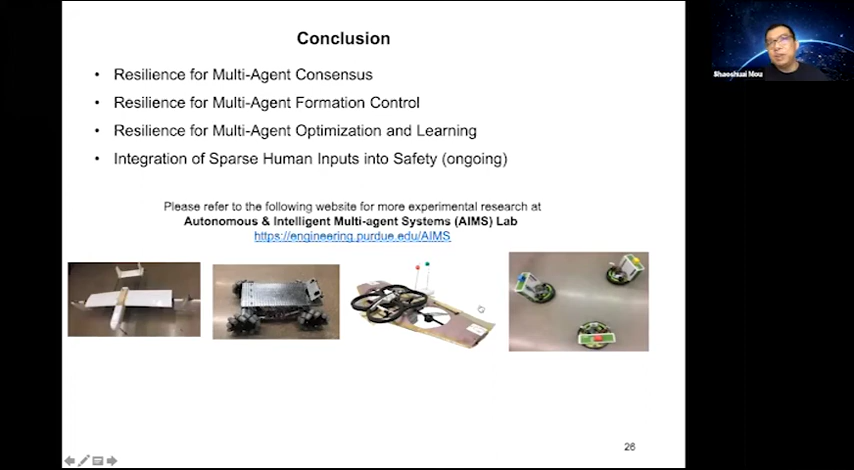 Conclusion
• Resilience for Multi-Agent Consensus
• Resilience for Multi-Agent Formation Control
• Resilience for Multi-Agent Optimization and Learning
• Integration of Sparse Human Inputs into Safety (ongoing)
Please refer to the following website for more experimental research at
Autonomous & Intelligent Multi-agent Systems (AIMS) Lab
https://engineering.purdue.edu/AIMS
26
Shaoshuai Mou